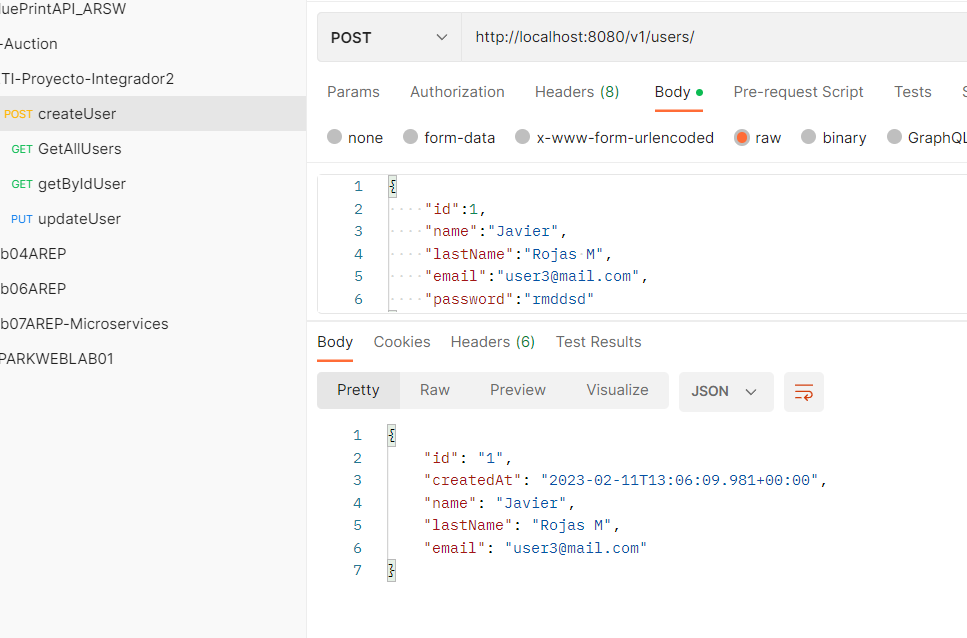 luePrintAPI_ARSW
-Auction
TI-Proyecto-Integrador2
POST createUser
GET GetAllUsers
GET getByIdUser
PUT updateUser
b04AREP
b06AREP
b07AREP-Microservices
PARKWEBLAB01
POST http://localhost:8080/v1/users/
Params Authorization Headers (8) Body Pre-request Script Tests S
none form-data x-www-form-urlencoded raw binary GraphQL
1 {
2 "id":1,
3 "name":"Javier",
4 "lastName":"Rojas M",
5 "email":"user3@mail.com",
6 "password":"rmddsd"
Body Cookies Headers (6) Test Results
Pretty Raw Preview Visualize JSON
1 {
2 "id": "1",
3 "createdAt": "2023-02-11T13:06:09.981+00:00",
4 "name": "Javier",
5 "lastName": "Rojas M",
6 "email": "user3@mail.com"
7 }